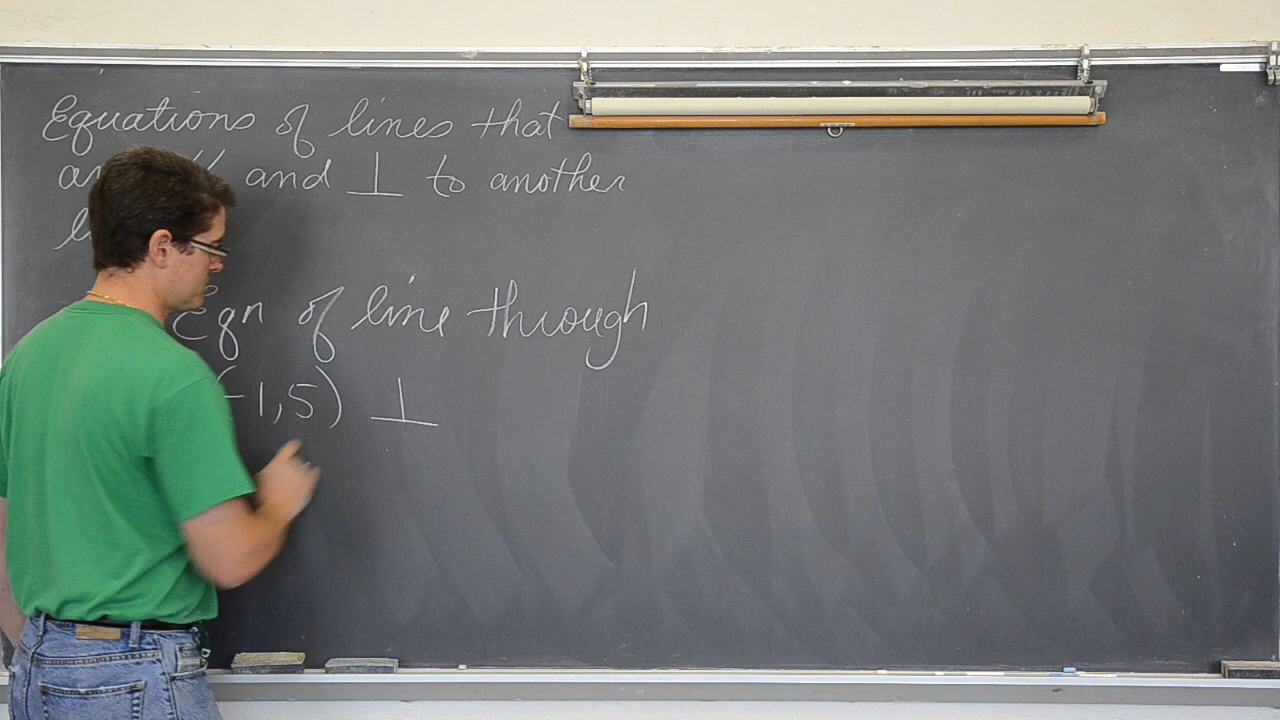 Equations of lines that
and ⊥ to another
Eqn of line through
(-1,5) ⊥